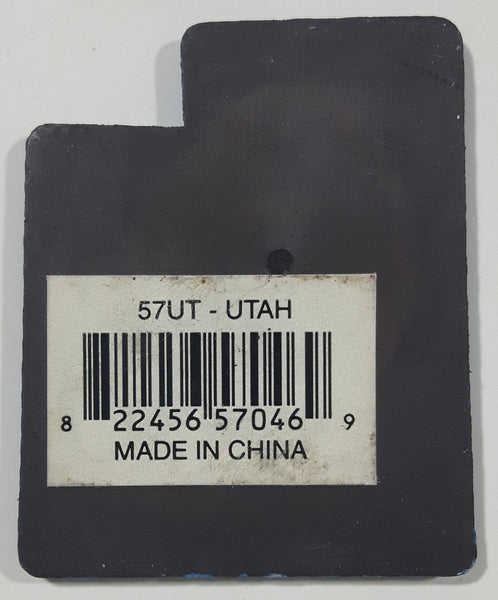 57UT - UTAH
8 22456 57046 9
MADE IN CHINA